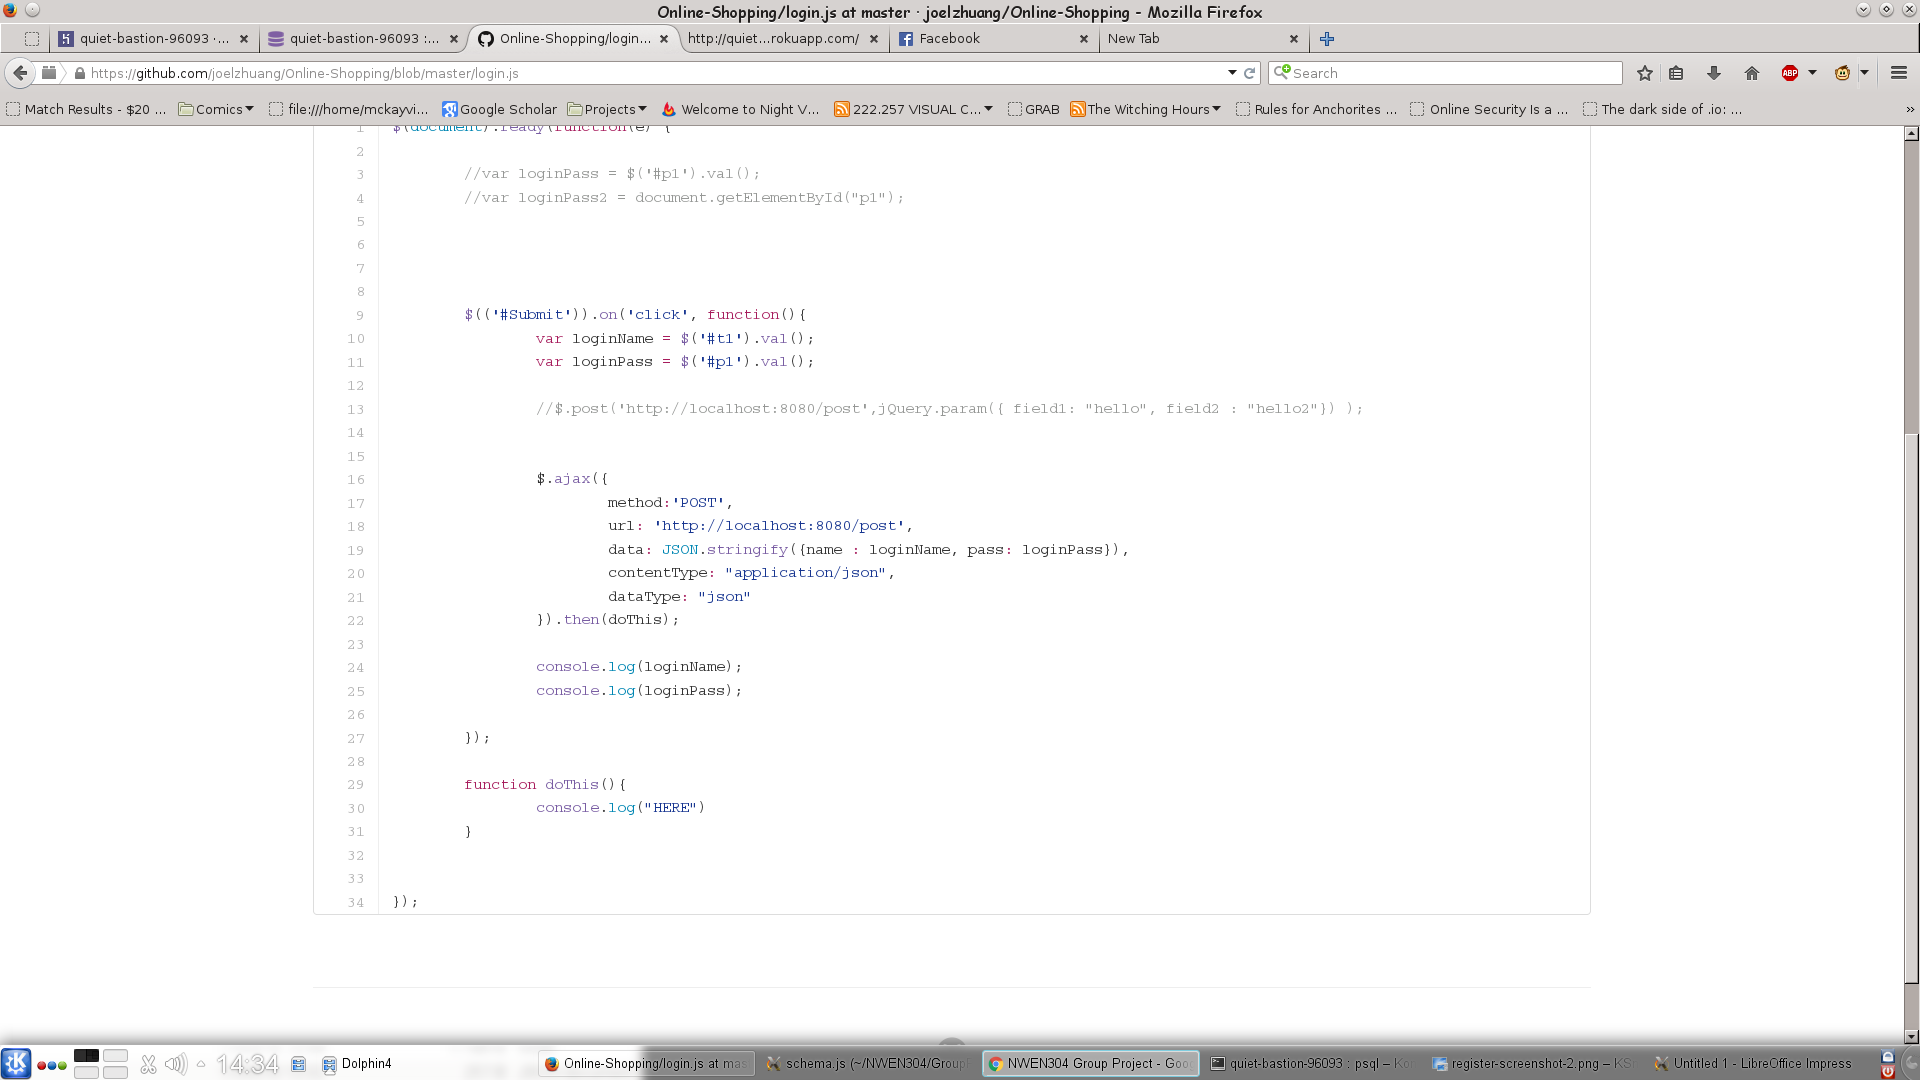 Online-Shopping/login.js at master · joelzhuang/Online-Shopping - Mozilla Firefox
quiet-bastion-96093 ·...
quiet-bastion-96093 :...
Online-Shopping/login...
http://quiet...rokuapp.com/
Facebook
New Tab
https://github.com/joelzhuang/Online-Shopping/blob/master/login.js
Search
ABP
Match Results - $20 ...
Comics
file:///home/mckayvi...
Google Scholar
Projects
Welcome to Night V...
222.257 VISUAL C...
GRAB
The Witching Hours
Rules for Anchorites ...
Online Security Is a ...
The dark side of .io: ...
»
1 $(document).ready(function(e) {
2
3 //var loginPass = $('#p1').val();
4 //var loginPass2 = document.getElementById("p1");
5
6
7
8
9 $(('#Submit')).on('click', function(){
10 var loginName = $('#t1').val();
11 var loginPass = $('#p1').val();
12
13 //$.post('http://localhost:8080/post',jQuery.param({ field1: "hello", field2 : "hello2"}) );
14
15
16 $.ajax({
17 method:'POST',
18 url: 'http://localhost:8080/post',
19 data: JSON.stringify({name : loginName, pass: loginPass}),
20 contentType: "application/json",
21 dataType: "json"
22 }).then(doThis);
23
24 console.log(loginName);
25 console.log(loginPass);
26
27 });
28
29 function doThis(){
30 console.log("HERE")
31 }
32
33
34 });
14:34
Dolphin4
Online-Shopping/login.js at mas
schema.js (~/NWEN304/Group
NWEN304 Group Project - Goo
quiet-bastion-96093 : psql – Ko
register-screenshot-2.png – KS
Untitled 1 - LibreOffice Impress